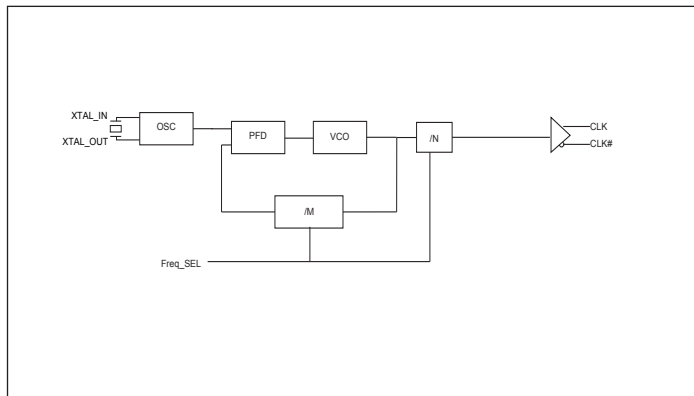 XTAL_IN
XTAL_OUT
OSC
PFD
VCO
/N
CLK
CLK#
/M
Freq_SEL